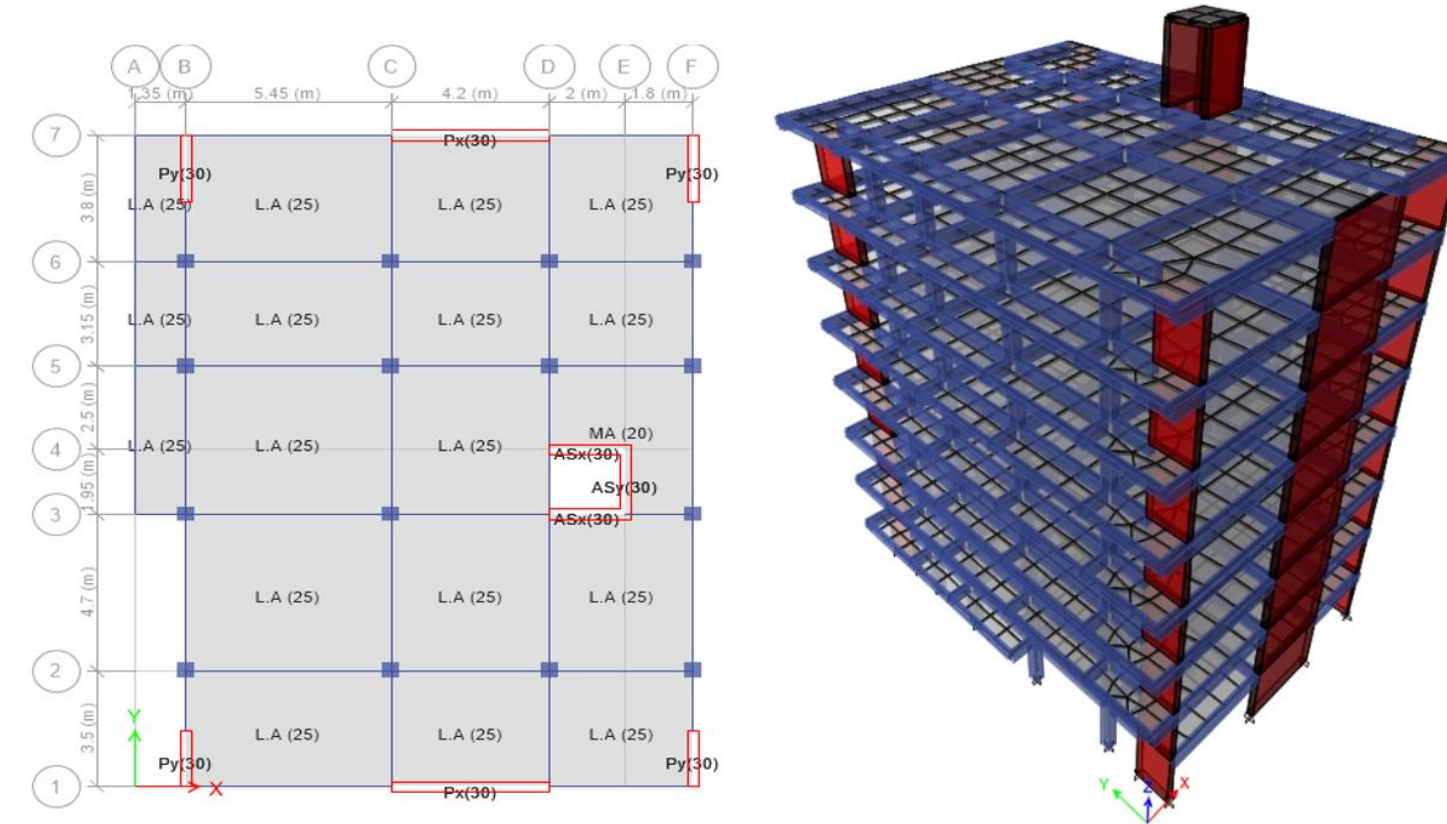 A B C D E F
1.35 (m) 5.45 (m) 4.2 (m) 2 (m) 1.8 (m)
7
Px(30)
3.8 (m)
Py(30) Py(30)
L.A (25) L.A (25) L.A (25) L.A (25)
6
3.15 (m)
L.A (25) L.A (25) L.A (25) L.A (25)
5
2.5 (m)
MA (20)
L.A (25) L.A (25) L.A (25)
4
ASx(30)
1.95 (m)
ASy(30)
3
ASx(30)
4.7 (m)
L.A (25) L.A (25) L.A (25)
2
Y
3.5 (m)
L.A (25) L.A (25) L.A (25)
Py(30) Py(30)
1
X
Px(30)
Y Z X